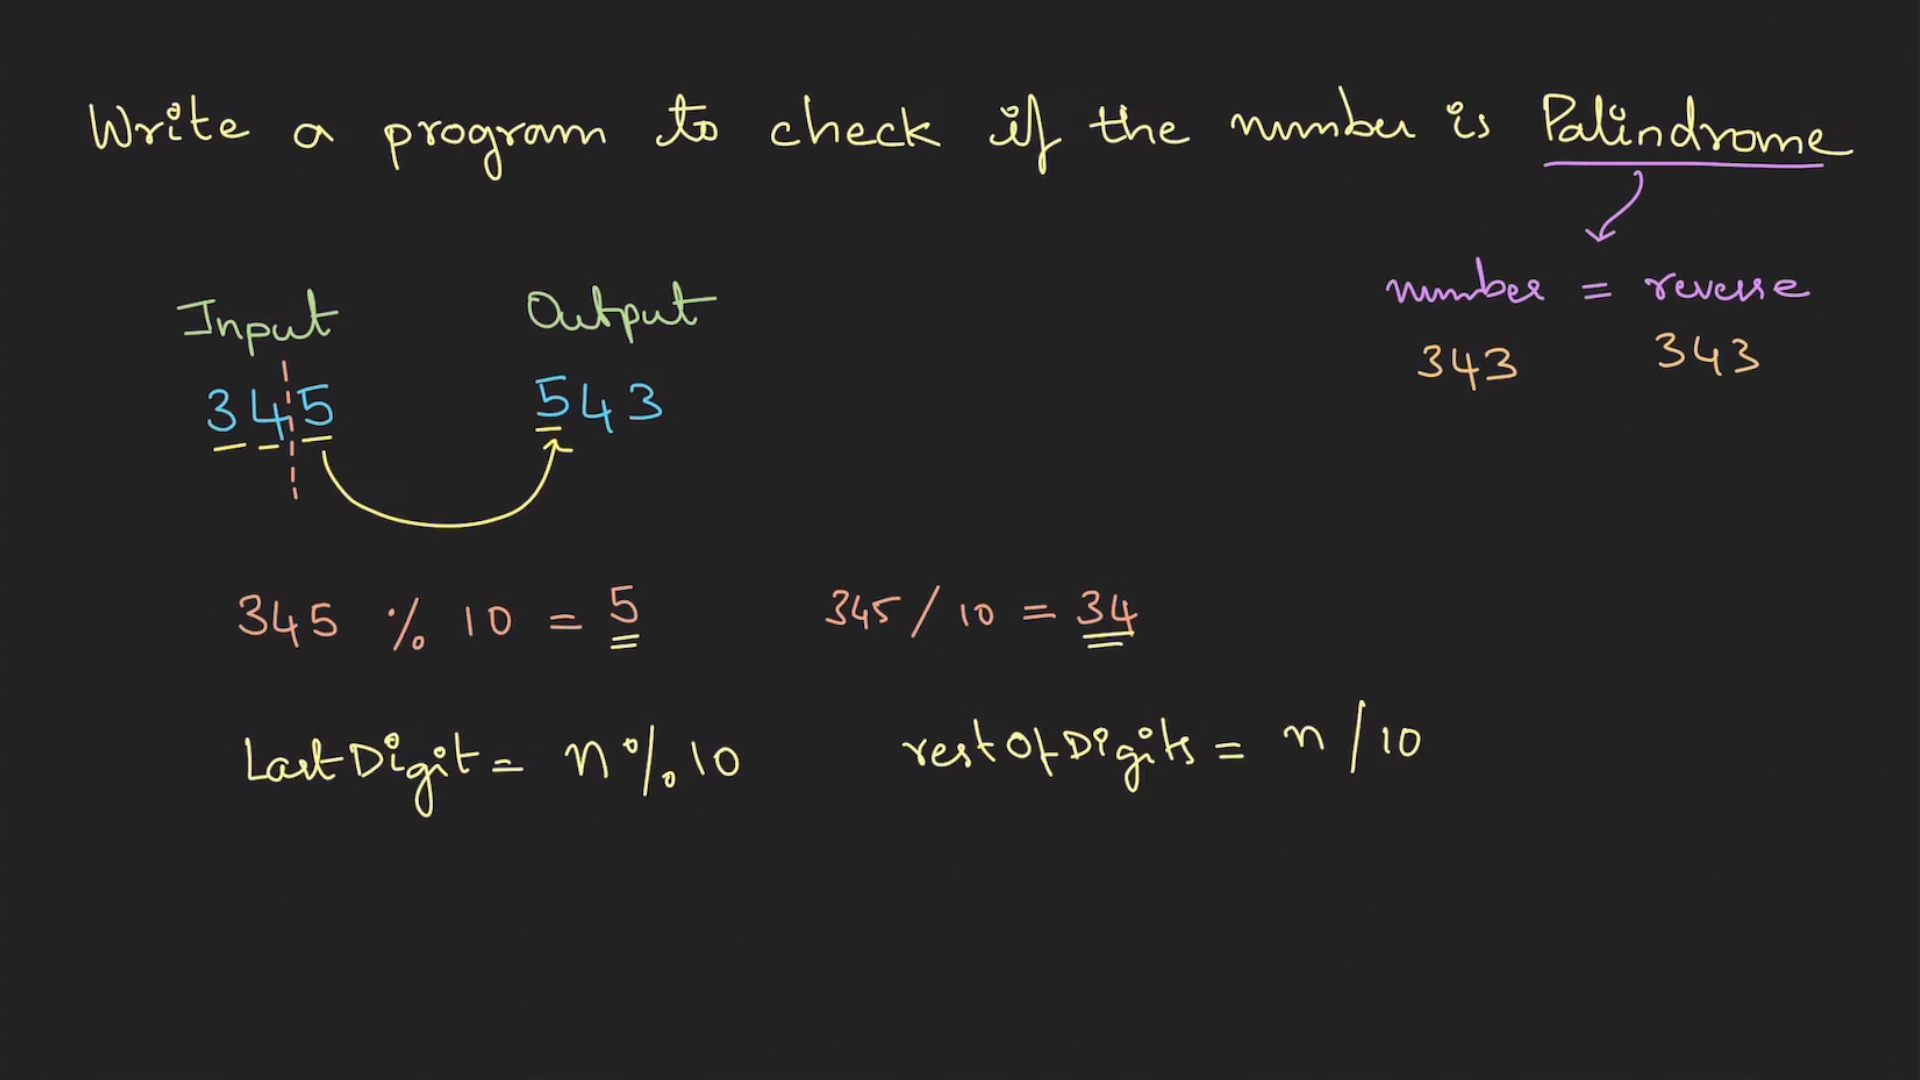 Write a program to check if the number is Palindrome
number = reverse
343 343
Input Output
345 543
345 % 10 = 5 345 / 10 = 34
LastDigit = n % 10 restOfDigits = n / 10